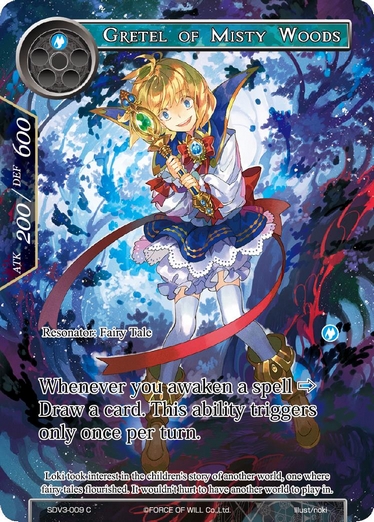 GRETEL OF MISTY WOODS
ATK 200 / DEF 600
Resonator: Fairy Tale
Whenever you awaken a spell ⇨
Draw a card. This ability triggers
only once per turn.
Loki took interest in the children's story of another world, one where
fairy tales flourished. It wouldn't hurt to have another world to play in.
SDV3-009 C
©FORCE OF WILL Co.,Ltd.
Illust/noki